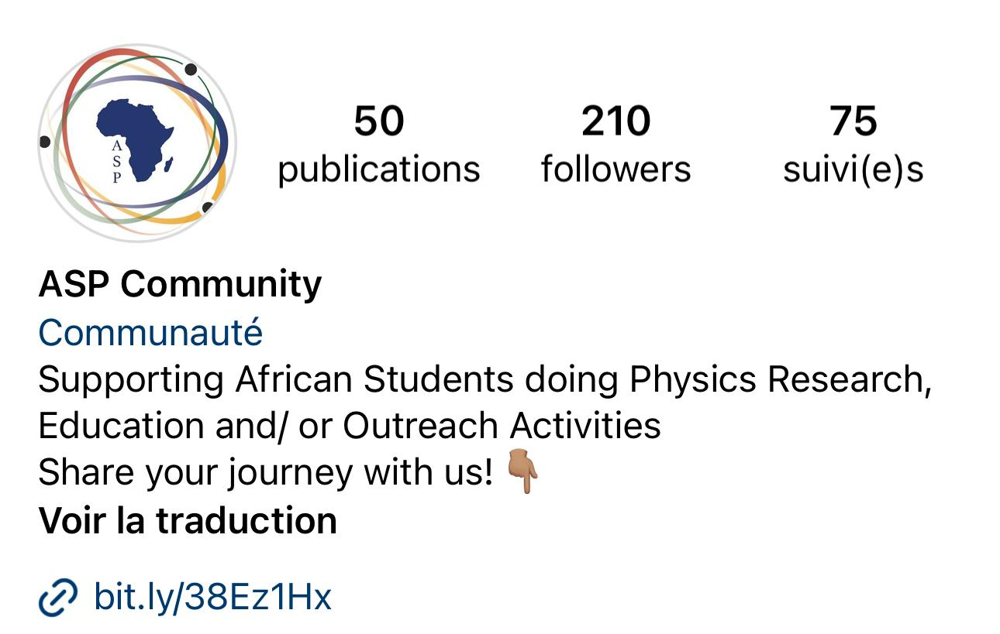 A
S
P
50
publications
210
followers
75
suivi(e)s
ASP Community
Communauté
Supporting African Students doing Physics Research,
Education and/ or Outreach Activities
Share your journey with us! 👇🏽
Voir la traduction
bit.ly/38Ez1Hx